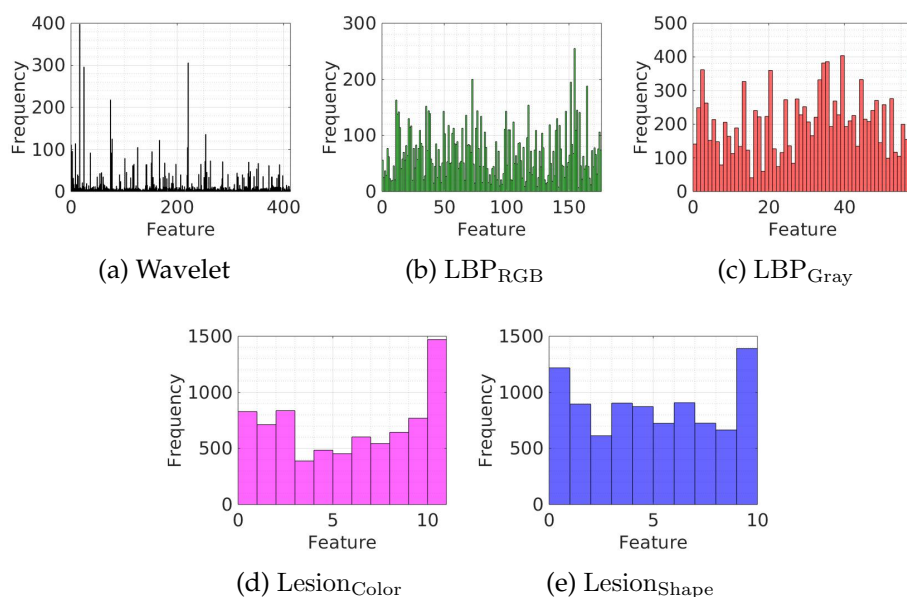 400
300
200
100
0
Frequency
0 200 400
Feature
(a) Wavelet
300
200
100
0
Frequency
0 50 100 150
Feature
(b) LBP_RGB
500
400
300
200
100
0
Frequency
0 20 40
Feature
(c) LBP_Gray
1500
1000
500
0
Frequency
0 5 10
Feature
(d) Lesion_Color
1500
1000
500
0
Frequency
0 5 10
Feature
(e) Lesion_Shape